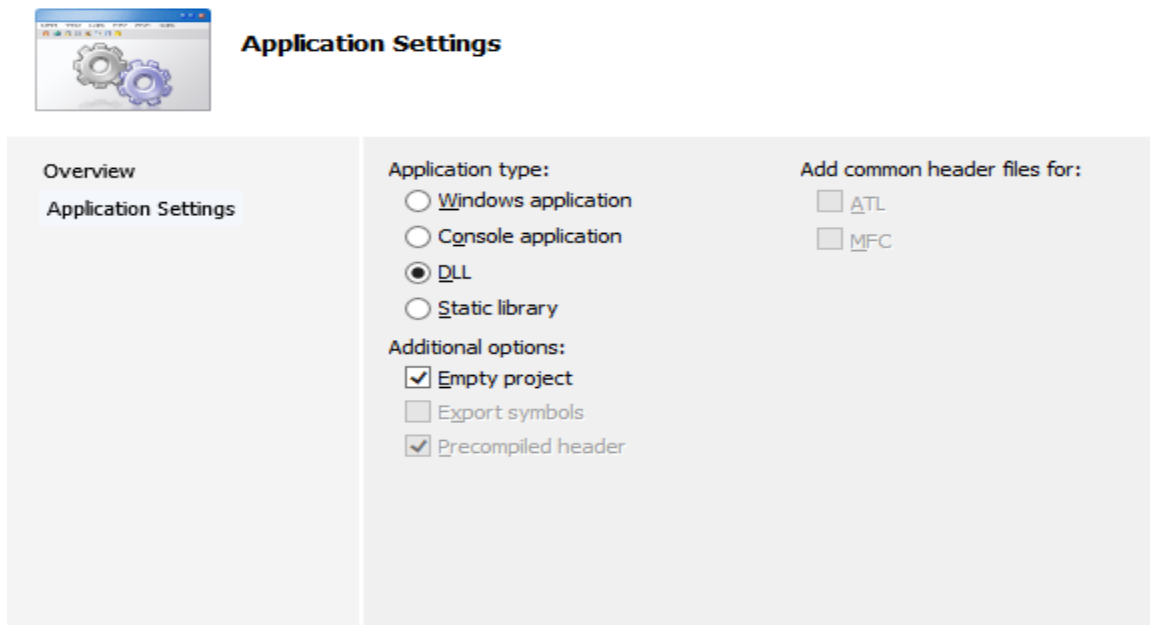 Application Settings
Overview
Application Settings
Application type:
Windows application
Console application
DLL
Static library
Additional options:
Empty project
Export symbols
Precompiled header
Add common header files for:
ATL
MFC